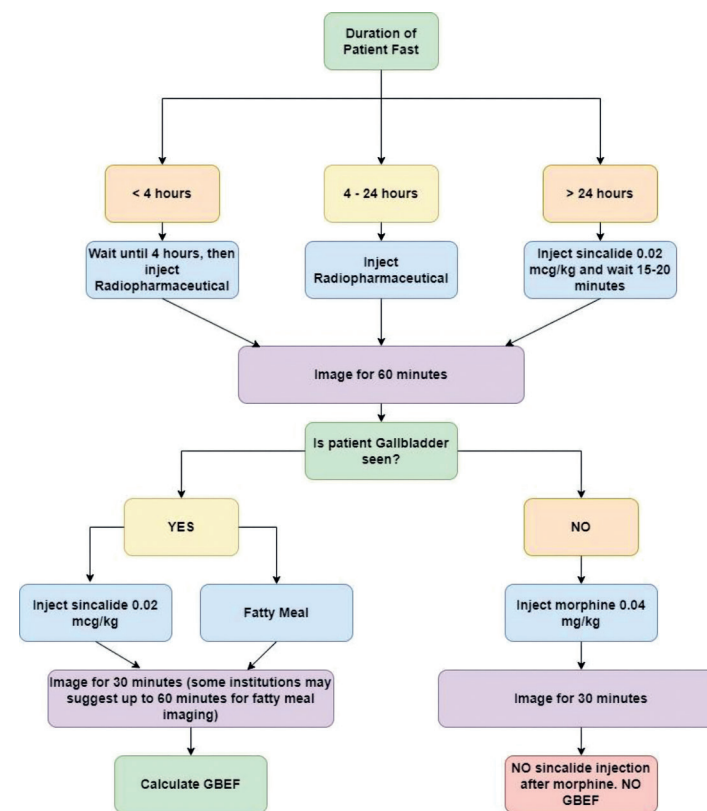 Duration of
Patient Fast
< 4 hours
4 - 24 hours
> 24 hours
Wait until 4 hours, then
inject
Radiopharmaceutical
Inject
Radiopharmaceutical
Inject sincalide 0.02
mcg/kg and wait 15-20
minutes
Image for 60 minutes
Is patient Gallbladder
seen?
YES
NO
Inject sincalide 0.02
mcg/kg
Fatty Meal
Inject morphine 0.04
mg/kg
Image for 30 minutes (some institutions may
suggest up to 60 minutes for fatty meal
imaging)
Image for 30 minutes
Calculate GBEF
NO sincalide injection
after morphine. NO
GBEF